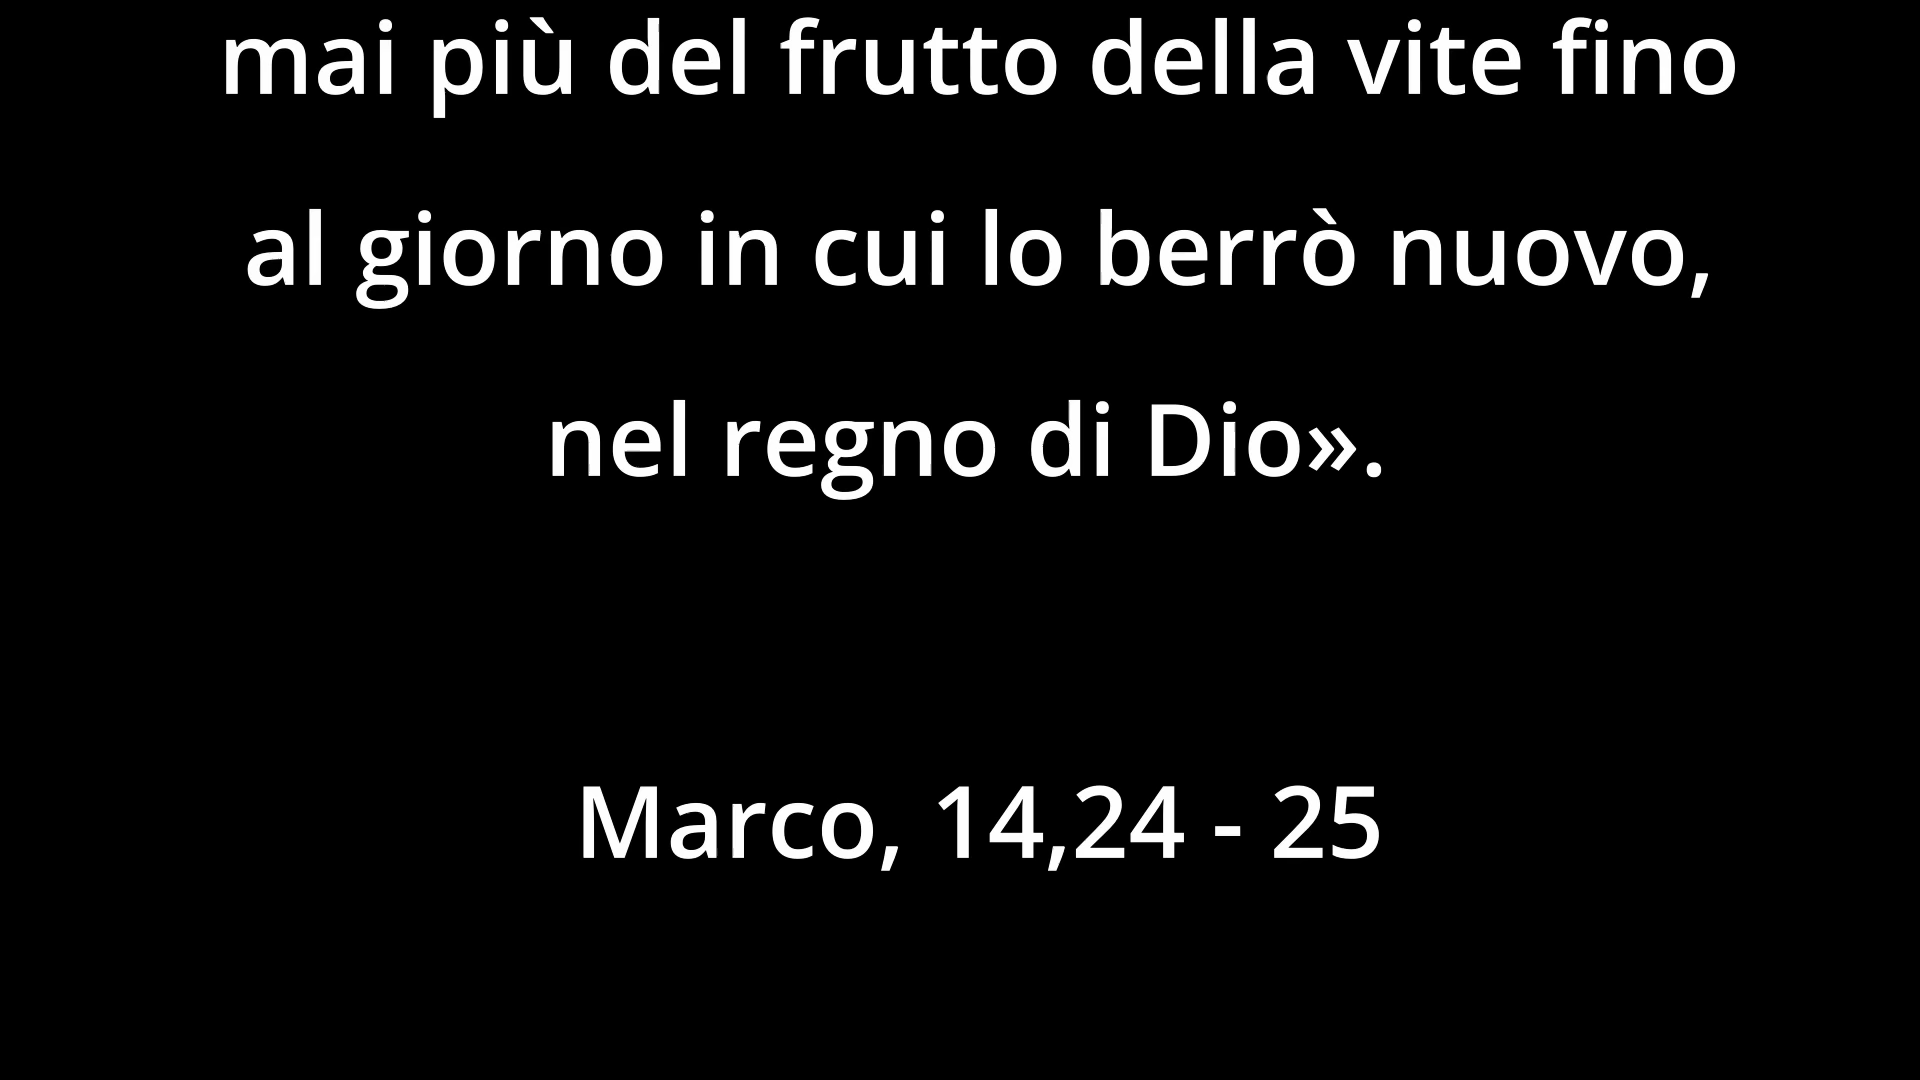 mai più del frutto della vite fino
al giorno in cui lo berrò nuovo,
nel regno di Dio».
Marco, 14,24 - 25